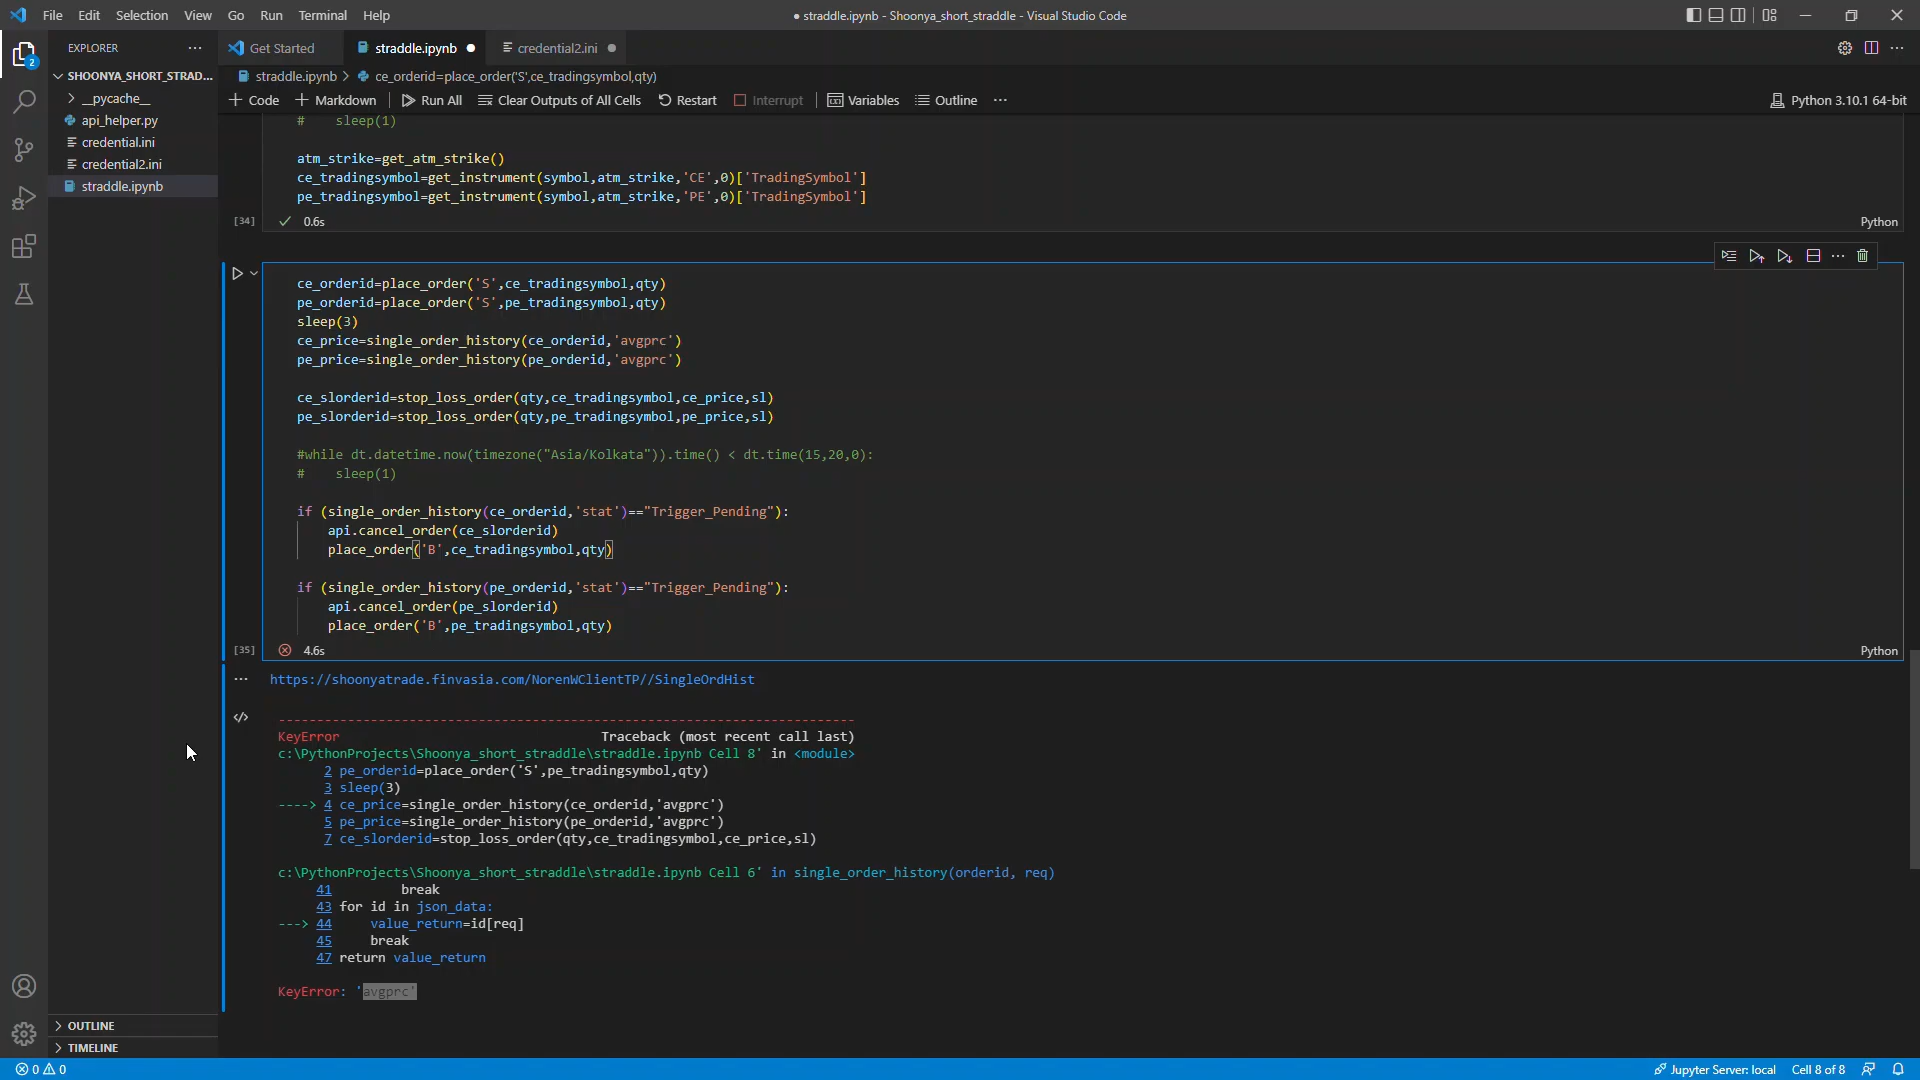 File Edit Selection View Go Run Terminal Help
● straddle.ipynb - Shoonya_short_straddle - Visual Studio Code
EXPLORER
Get Started
straddle.ipynb
credential2.ini
SHOONYA_SHORT_STRAD...
__pycache__
api_helper.py
credential.ini
credential2.ini
straddle.ipynb
2
OUTLINE
TIMELINE
straddle.ipynb > ce_orderid=place_order('S',ce_tradingsymbol,qty)
+ Code + Markdown Run All Clear Outputs of All Cells Restart Interrupt Variables Outline ...
Python 3.10.1 64-bit
# sleep(1)
atm_strike=get_atm_strike()
ce_tradingsymbol=get_instrument(symbol,atm_strike,'CE',0)['TradingSymbol']
pe_tradingsymbol=get_instrument(symbol,atm_strike,'PE',0)['TradingSymbol']
[34] 0.6s
Python
ce_orderid=place_order('S',ce_tradingsymbol,qty)
pe_orderid=place_order('S',pe_tradingsymbol,qty)
sleep(3)
ce_price=single_order_history(ce_orderid,'avgprc')
pe_price=single_order_history(pe_orderid,'avgprc')
ce_slorderid=stop_loss_order(qty,ce_tradingsymbol,ce_price,sl)
pe_slorderid=stop_loss_order(qty,pe_tradingsymbol,pe_price,sl)
#while dt.datetime.now(timezone("Asia/Kolkata")).time() < dt.time(15,20,0):
# sleep(1)
if (single_order_history(ce_orderid,'stat')=="Trigger_Pending"):
api.cancel_order(ce_slorderid)
place_order('B',ce_tradingsymbol,qty)
if (single_order_history(pe_orderid,'stat')=="Trigger_Pending"):
api.cancel_order(pe_slorderid)
place_order('B',pe_tradingsymbol,qty)
[35] 4.6s
Python
https://shoonyatrade.finvasia.com/NorenWClientTP//SingleOrdHist
---------------------------------------------------------------------------
KeyError Traceback (most recent call last)
c:\PythonProjects\Shoonya_short_straddle\straddle.ipynb Cell 8' in <module>
2 pe_orderid=place_order('S',pe_tradingsymbol,qty)
3 sleep(3)
----> 4 ce_price=single_order_history(ce_orderid,'avgprc')
5 pe_price=single_order_history(pe_orderid,'avgprc')
7 ce_slorderid=stop_loss_order(qty,ce_tradingsymbol,ce_price,sl)
c:\PythonProjects\Shoonya_short_straddle\straddle.ipynb Cell 6' in single_order_history(orderid, req)
41 break
43 for id in json_data:
---> 44 value_return=id[req]
45 break
47 return value_return
KeyError: 'avgprc'
0 0
Jupyter Server: local Cell 8 of 8